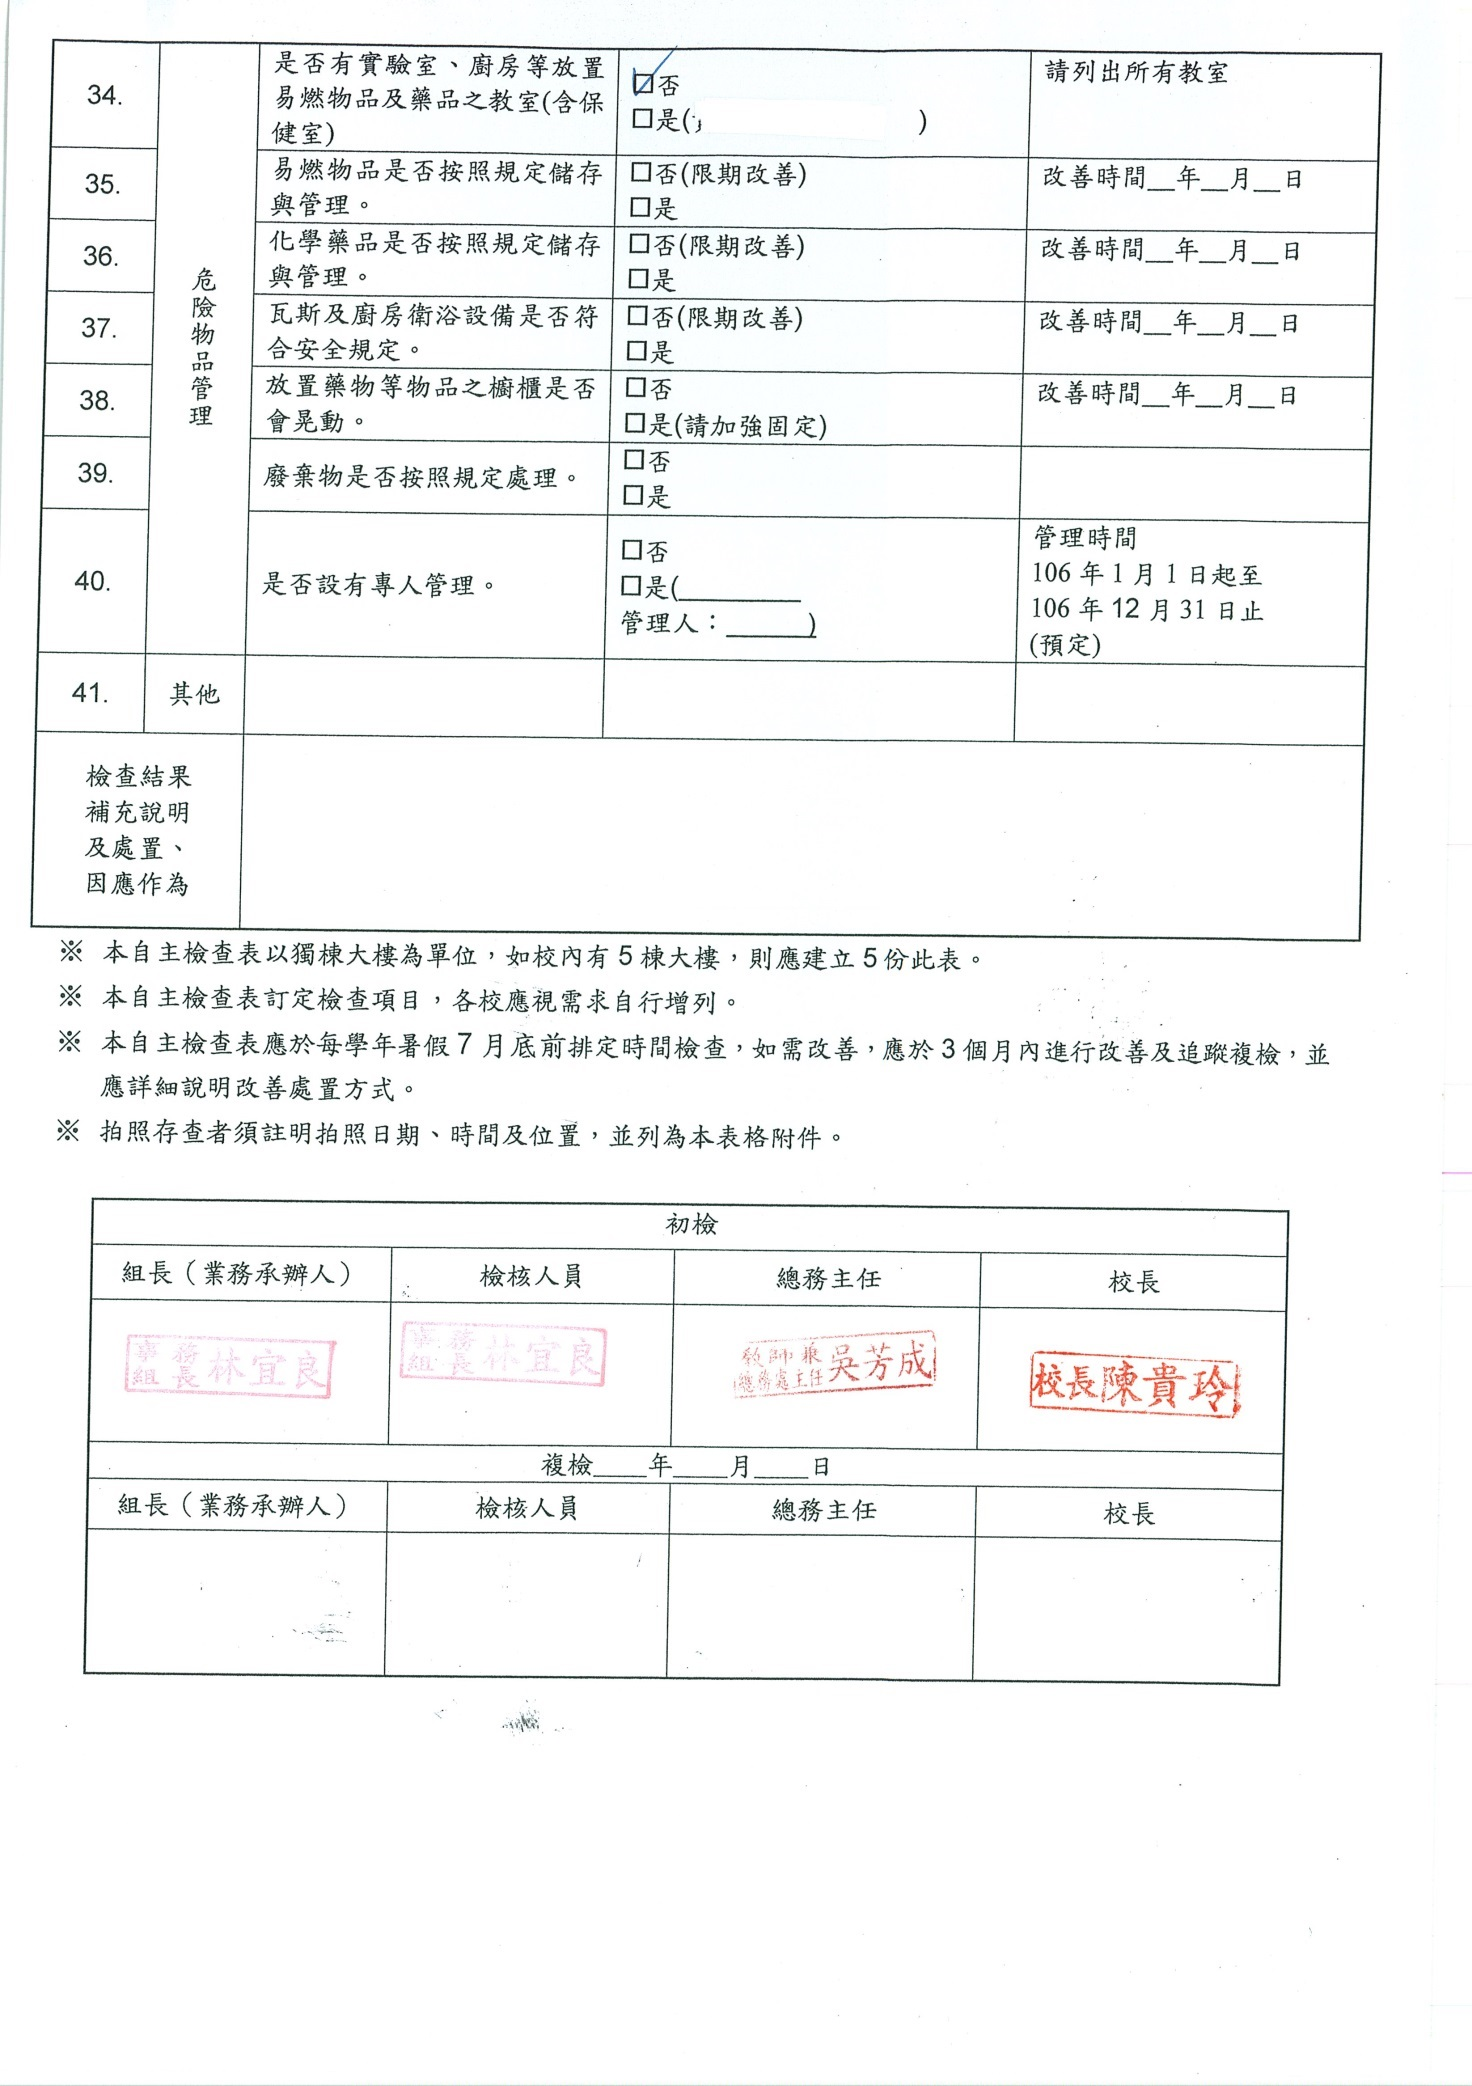 34.
危險物品管理
是否有實驗室、廚房等放置
易燃物品及藥品之教室(含保
健室)
☑否
□是( )
請列出所有教室
35.
易燃物品是否按照規定儲存
與管理。
□否(限期改善)
□是
改善時間__年__月__日
36.
化學藥品是否按照規定儲存
與管理。
□否(限期改善)
□是
改善時間__年__月__日
37.
瓦斯及廚房衛浴設備是否符
合安全規定。
□否(限期改善)
□是
改善時間__年__月__日
38.
放置藥物等物品之櫥櫃是否
會晃動。
□否
□是(請加強固定)
改善時間__年__月__日
39.
廢棄物是否按照規定處理。
□否
□是
40.
是否設有專人管理。
□否
□是(_________
管理人：______)
管理時間
106 年 1 月 1 日起至
106 年 12 月 31 日止
(預定)
41.
其他
檢查結果
補充說明
及處置、
因應作為
※ 本自主檢查表以獨棟大樓為單位，如校內有 5 棟大樓，則應建立 5份此表。
※ 本自主檢查表訂定檢查項目，各校應視需求自行增列。
※ 本自主檢查表應於每學年暑假 7 月底前排定時間檢查，如需改善，應於 3 個月內進行改善及追蹤複檢，並
應詳細說明改善處置方式。
※ 拍照存查者須註明拍照日期、時間及位置，並列為本表格附件。
初檢
組長（業務承辦人） 檢核人員 總務主任 校長
事務組長林宜良 事務組長林宜良 教師兼總務處主任吳芳成 校長陳貴玲
複檢____年____月____日
組長（業務承辦人） 檢核人員 總務主任 校長